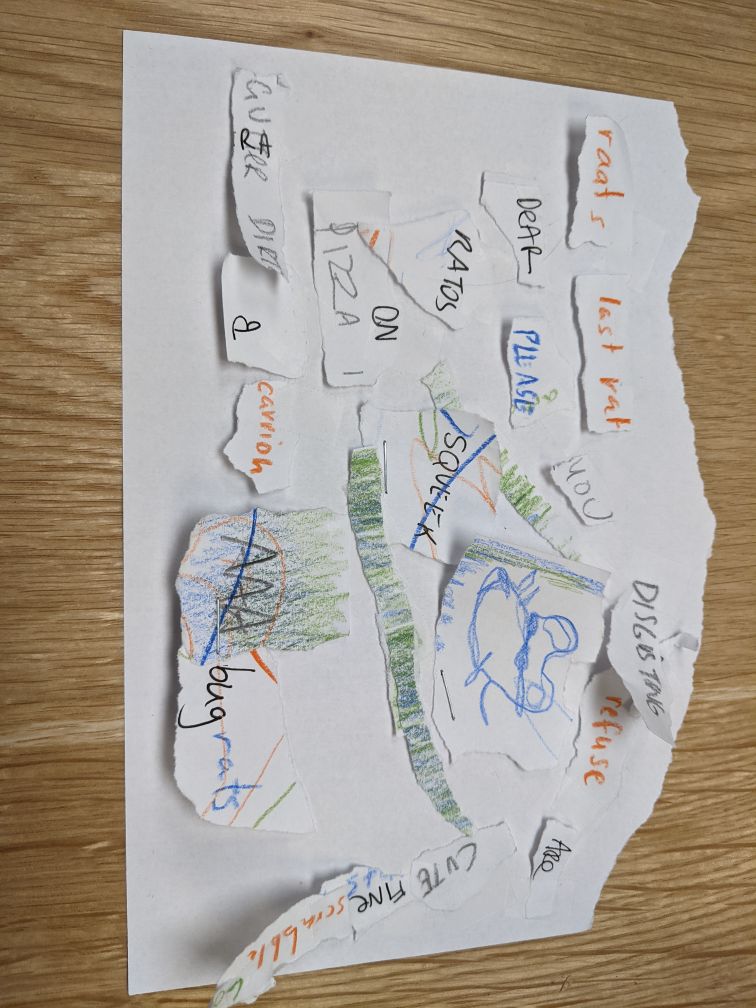 DISGUSTING
raats last rat YOU refuse
DEAR PLEASE ARE
RATOS SQUEEK CUTE
ON FINE
PIZZA scrabble
GUTTER DIRT a carrion AAA bug rats